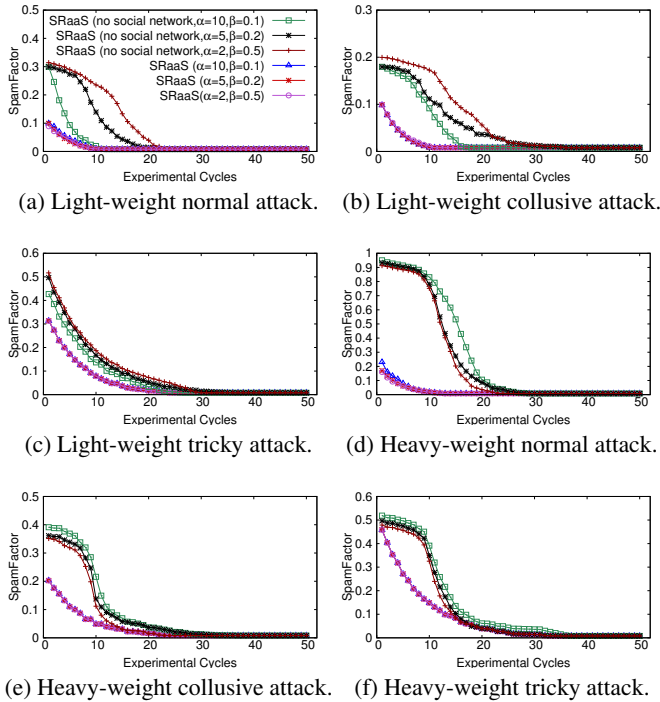 SRaaS (no social network,α=10,β=0.1)
SRaaS (no social network,α=5,β=0.2)
SRaaS (no social network,α=2,β=0.5)
SRaaS (α=10,β=0.1)
SRaaS (α=5,β=0.2)
SRaaS (α=2,β=0.5)
SpamFactor
0.5
0.4
0.3
0.2
0.1
0
0 10 20 30 40 50
Experimental Cycles
(a) Light-weight normal attack.
SpamFactor
0.3
0.2
0.1
0
0 10 20 30 40 50
Experimental Cycles
(b) Light-weight collusive attack.
SpamFactor
0.6
0.5
0.4
0.3
0.2
0.1
0
0 10 20 30 40 50
Experimental Cycles
(c) Light-weight tricky attack.
SpamFactor
1
0.9
0.8
0.7
0.6
0.5
0.4
0.3
0.2
0.1
0
0 10 20 30 40 50
Experimental Cycles
(d) Heavy-weight normal attack.
SpamFactor
0.5
0.4
0.3
0.2
0.1
0
0 10 20 30 40 50
Experimental Cycles
(e) Heavy-weight collusive attack.
SpamFactor
0.6
0.5
0.4
0.3
0.2
0.1
0
0 10 20 30 40 50
Experimental Cycles
(f) Heavy-weight tricky attack.